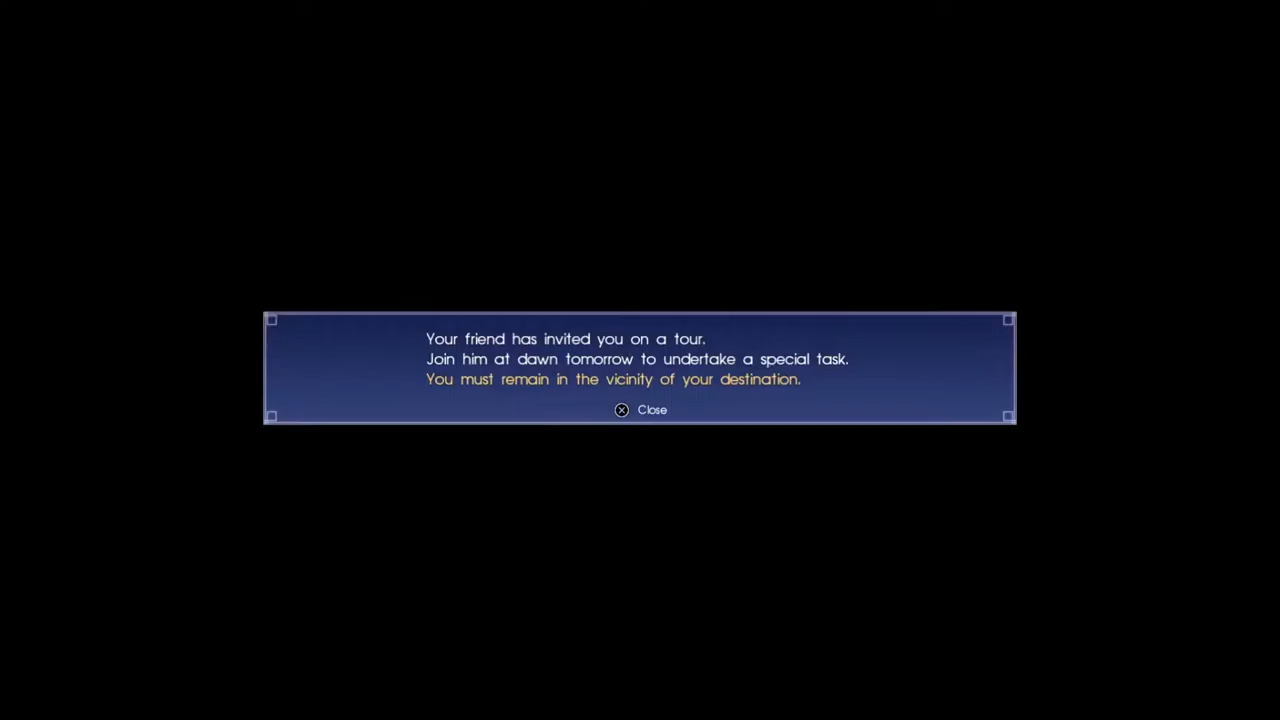 Your friend has invited you on a tour.
Join him at dawn tomorrow to undertake a special task.
You must remain in the vicinity of your destination.
Close